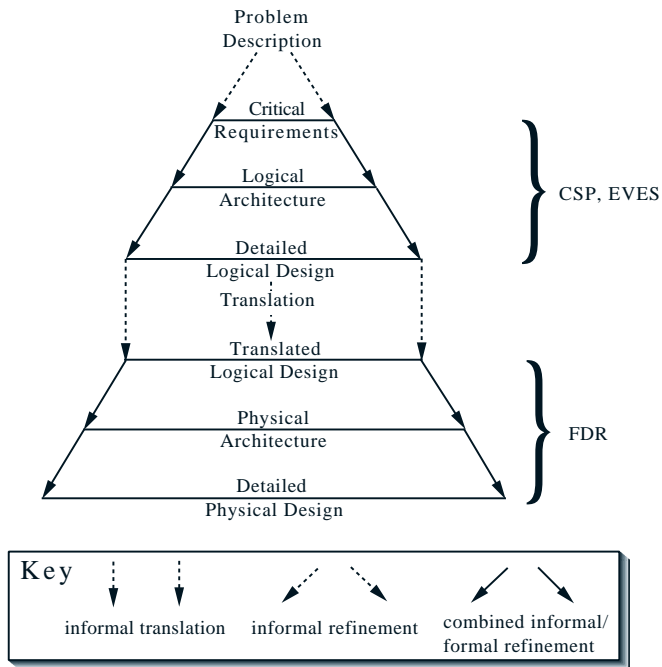 Problem
Description
Critical
Requirements
Logical
Architecture
CSP, EVES
Detailed
Logical Design
Translation
Translated
Logical Design
Physical
Architecture
FDR
Detailed
Physical Design
Key
informal translation
informal refinement
combined informal/
formal refinement